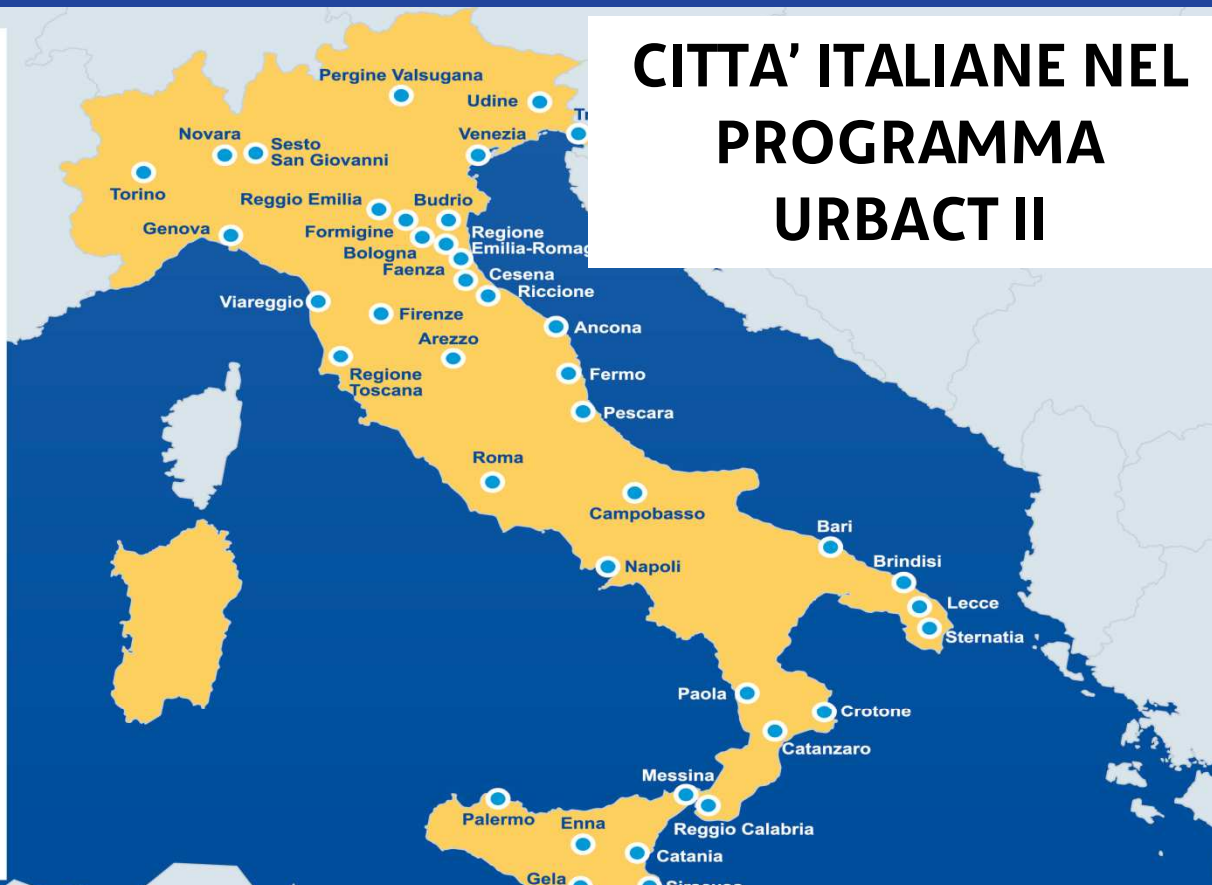 CITTA’ ITALIANE NEL
PROGRAMMA
URBACT II
Pergine Valsugana
Udine
Tr
Novara
Sesto
San Giovanni
Venezia
Torino
Reggio Emilia
Budrio
Genova
Formigine
Regione
Emilia-Romag
Bologna
Faenza
Cesena
Riccione
Viareggio
Firenze
Ancona
Arezzo
Regione
Toscana
Fermo
Pescara
Roma
Campobasso
Bari
Napoli
Brindisi
Lecce
Sternatia
Paola
Crotone
Catanzaro
Messina
Palermo
Enna
Reggio Calabria
Catania
Gela